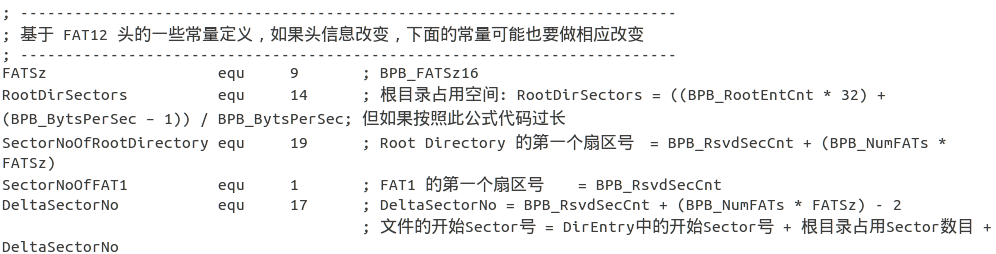 ; ------------------------------------------------------------------------
; 基于 FAT12 头的一些常量定义，如果头信息改变，下面的常量可能也要做相应改变
; ------------------------------------------------------------------------
FATSz equ 9 ; BPB_FATSz16
RootDirSectors equ 14 ; 根目录占用空间: RootDirSectors = ((BPB_RootEntCnt * 32) +
(BPB_BytsPerSec – 1)) / BPB_BytsPerSec; 但如果按照此公式代码过长
SectorNoOfRootDirectory equ 19 ; Root Directory 的第一个扇区号 = BPB_RsvdSecCnt + (BPB_NumFATs *
FATSz)
SectorNoOfFAT1 equ 1 ; FAT1 的第一个扇区号 = BPB_RsvdSecCnt
DeltaSectorNo equ 17 ; DeltaSectorNo = BPB_RsvdSecCnt + (BPB_NumFATs * FATSz) - 2
; 文件的开始Sector号 = DirEntry中的开始Sector号 + 根目录占用Sector数目 +
DeltaSectorNo